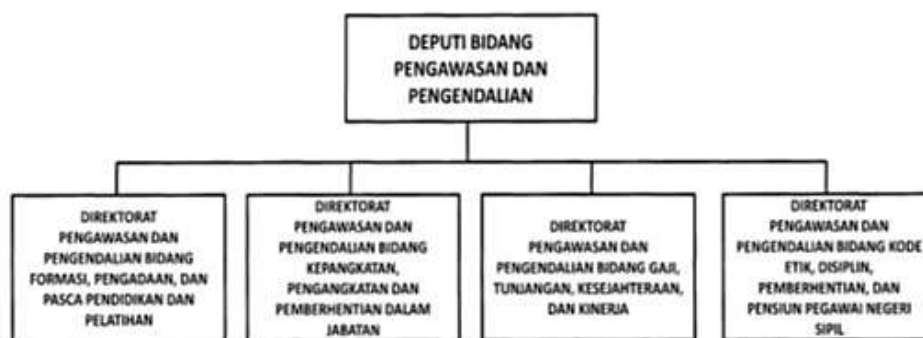 DEPUTI BIDANG
PENGAWASAN DAN
PENGENDALIAN
DIREKTORAT
PENGAWASAN DAN
PENGENDALIAN BIDANG
FORMASI, PENGADAAN, DAN
PASCA PENDIDIKAN DAN
PELATIHAN
DIREKTORAT
PENGAWASAN DAN
PENGENDALIAN BIDANG
KEPANGKATAN,
PENGANGKATAN DAN
PEMBERHENTIAN DALAM
JABATAN
DIREKTORAT
PENGAWASAN DAN
PENGENDALIAN BIDANG GAJI,
TUNJANGAN, KESEJAHTERAAN,
DAN KINERJA
DIREKTORAT
PENGAWASAN DAN
PENGENDALIAN BIDANG KODE
ETIK, DISIPLIN,
PEMBERHENTIAN, DAN
PENSIUN PEGAWAI NEGERI
SIPIL